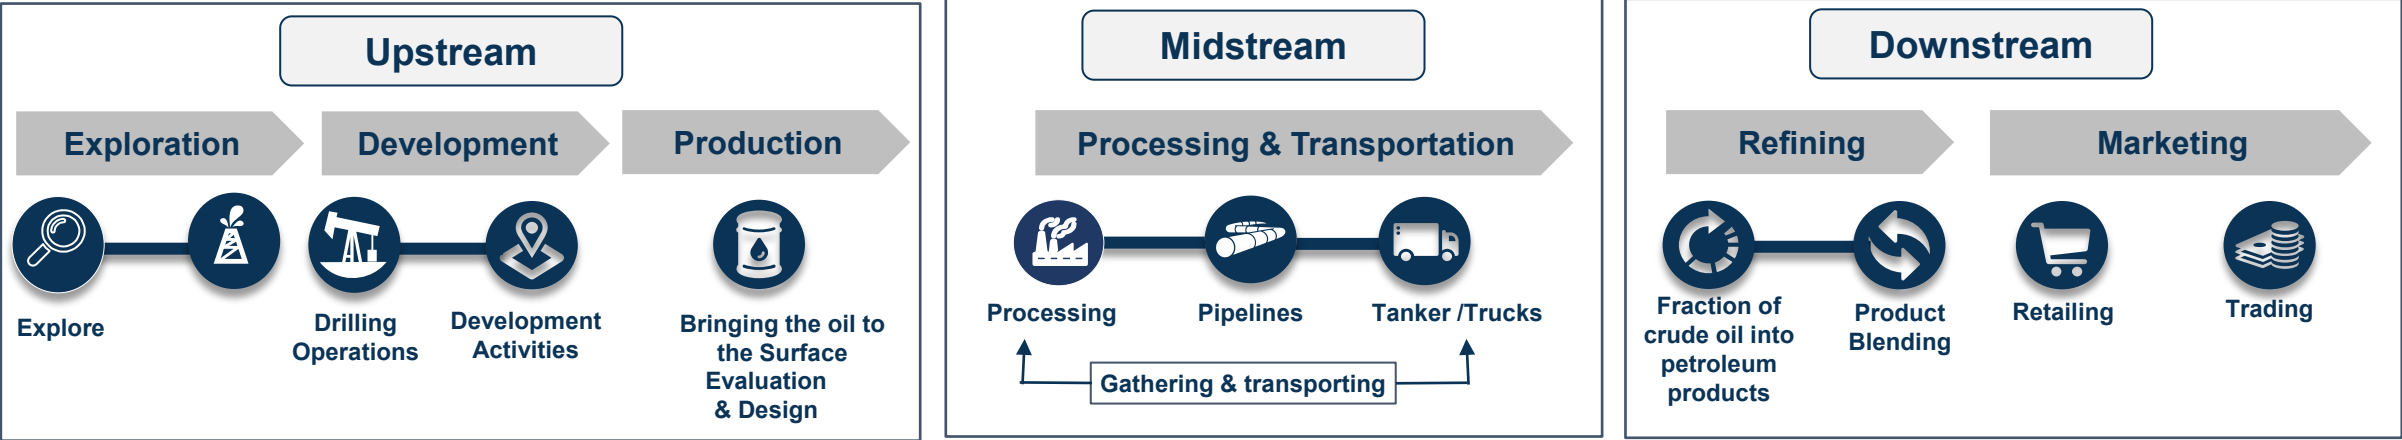 Upstream
Exploration
Development
Production
Explore
Drilling
Operations
Development
Activities
Bringing the oil to
the Surface
Evaluation
& Design
Midstream
Processing & Transportation
Processing
Pipelines
Tanker /Trucks
Gathering & transporting
Downstream
Refining
Marketing
Fraction of
crude oil into
petroleum
products
Product
Blending
Retailing
Trading